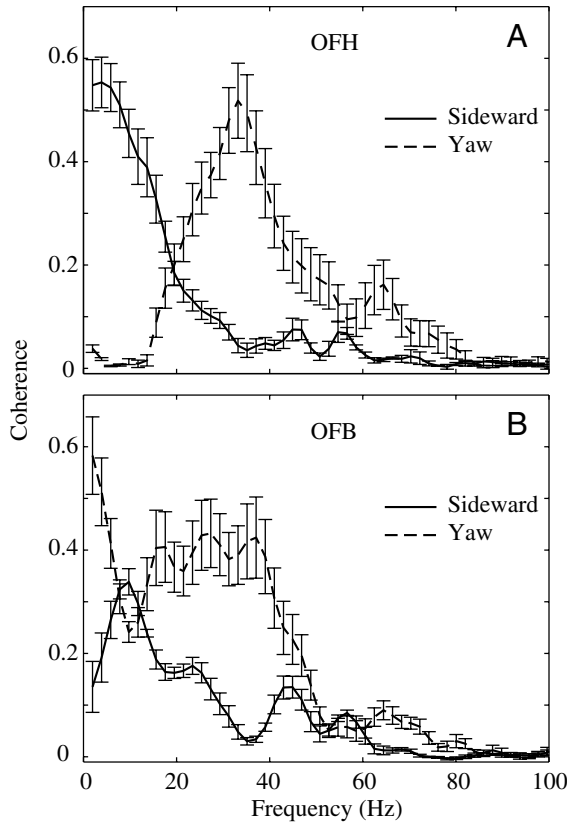 A
OFH
Sideward
Yaw
0.6
0.4
0.2
0
Coherence
B
OFB
Sideward
Yaw
0.6
0.4
0.2
0
0 20 40 60 80 100
Frequency (Hz)